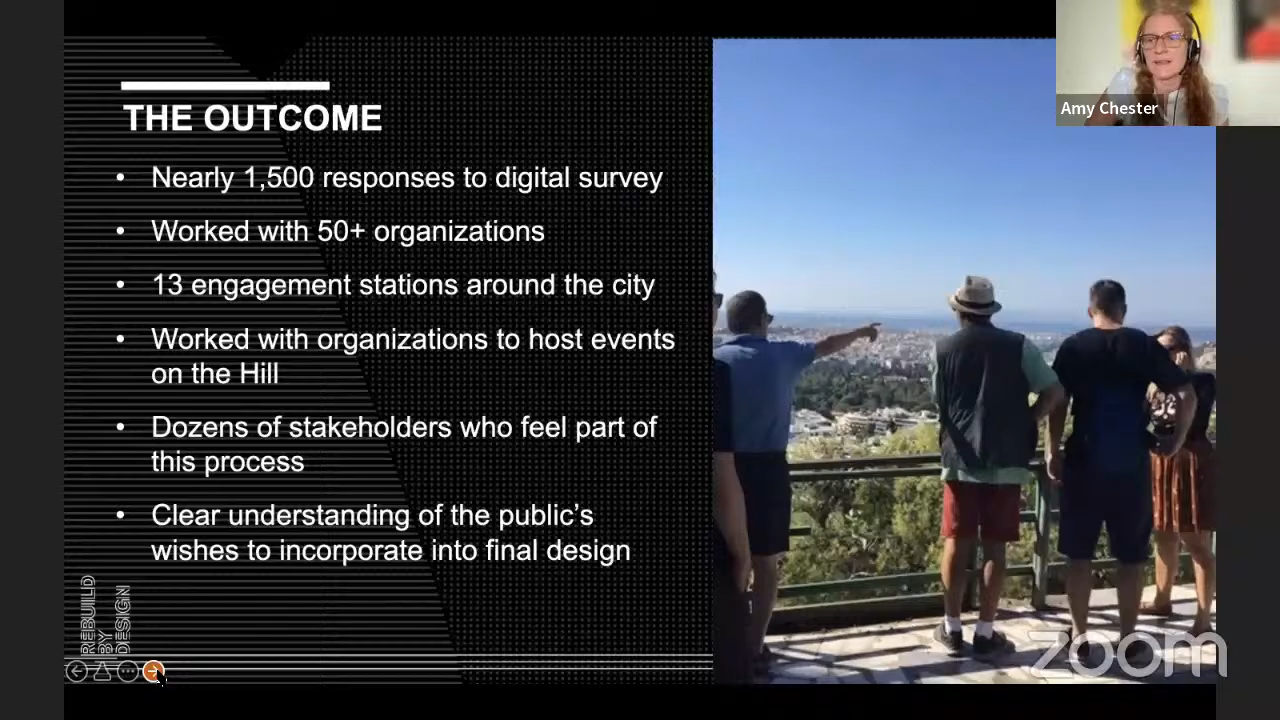 Amy Chester
THE OUTCOME
• Nearly 1,500 responses to digital survey
• Worked with 50+ organizations
• 13 engagement stations around the city
• Worked with organizations to host events
on the Hill
• Dozens of stakeholders who feel part of
this process
• Clear understanding of the public’s
wishes to incorporate into final design
REBUILD
BY
DESIGN
zoom